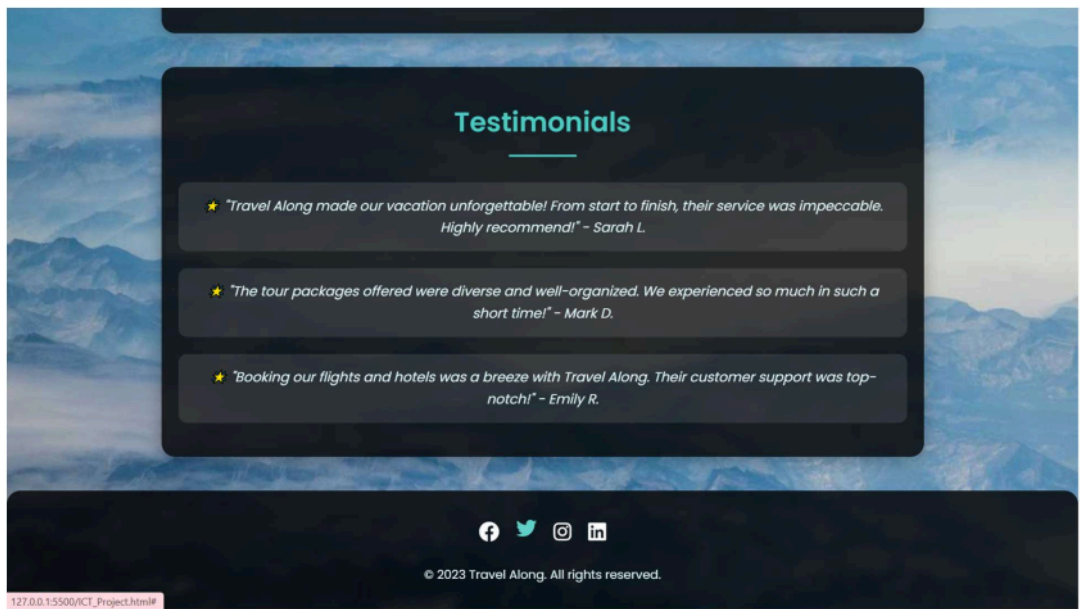 Testimonials
"Travel Along made our vacation unforgettable! From start to finish, their service was impeccable.
Highly recommend!" - Sarah L.
"The tour packages offered were diverse and well-organized. We experienced so much in such a
short time!" - Mark D.
"Booking our flights and hotels was a breeze with Travel Along. Their customer support was top-
notch!" - Emily R.
© 2023 Travel Along. All rights reserved.
127.0.0.1:5500/ICT_Project.html#